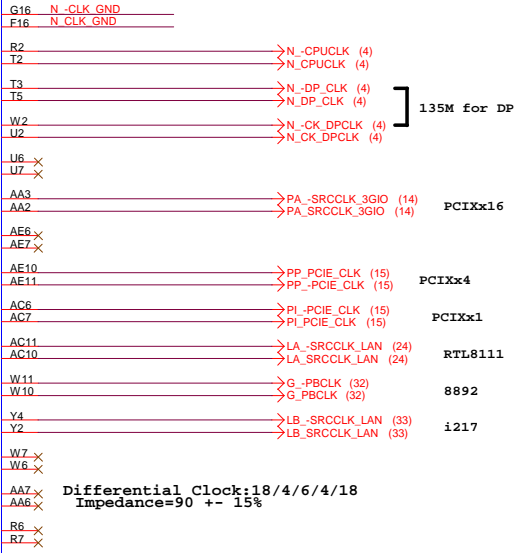 G16 N_-CLK_GND
F16 N_CLK_GND
R2 N_-CPUCLK (4)
T2 N_CPUCLK (4)
T3 N_-DP_CLK (4)
T5 N_DP_CLK (4)
135M for DP
W2 N_-CK_DPCLK (4)
U2 N_CK_DPCLK (4)
U6
U7
AA3 PA_-SRCCLK_3GIO (14)
AA2 PA_SRCCLK_3GIO (14)
PCIXx16
AE6
AE7
AE10 PP_PCIE_CLK (15)
AE11 PP_-PCIE_CLK (15)
PCIXx4
AC6 PI_-PCIE_CLK (15)
AC7 PI_PCIE_CLK (15)
PCIXx1
AC11 LA_-SRCCLK_LAN (24)
AC10 LA_SRCCLK_LAN (24)
RTL8111
W11 G_-PBCLK (32)
W10 G_PBCLK (32)
8892
Y4 LB_-SRCCLK_LAN (33)
Y2 LB_SRCCLK_LAN (33)
i217
W7
W6
AA7 Differential Clock:18/4/6/4/18
AA6 Impedance=90 +- 15%
R6
R7